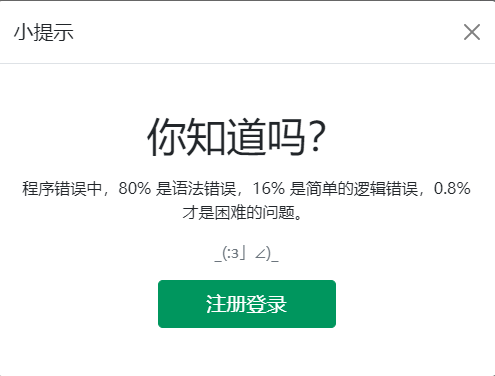 小提示
你知道吗？
程序错误中，80% 是语法错误，16% 是简单的逻辑错误，0.8%
才是困难的问题。
_(:з」∠)_
注册登录